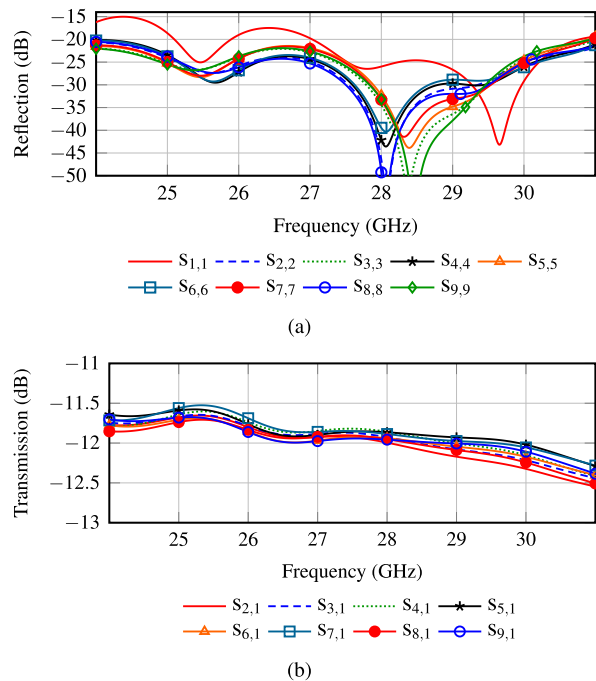 −15
−20
−25
−30
−35
−40
−45
−50
Reflection (dB)
25 26 27 28 29 30
Frequency (GHz)
S1,1 S2,2 S3,3 S4,4 S5,5
S6,6 S7,7 S8,8 S9,9
(a)
−11
−11.5
−12
−12.5
−13
Transmission (dB)
25 26 27 28 29 30
Frequency (GHz)
S2,1 S3,1 S4,1 S5,1
S6,1 S7,1 S8,1 S9,1
(b)